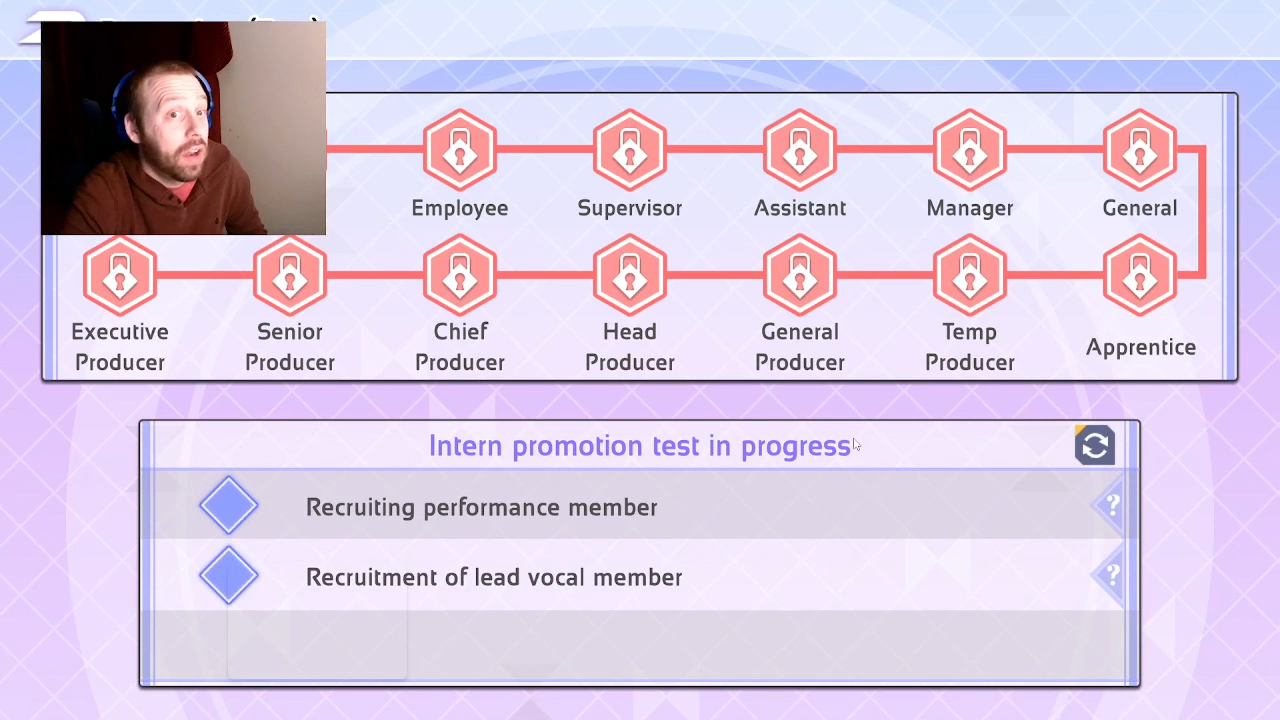 Employee
Supervisor
Assistant
Manager
General
Executive
Producer
Senior
Producer
Chief
Producer
Head
Producer
General
Producer
Temp
Producer
Apprentice
Intern promotion test in progress
Recruiting performance member
?
Recruitment of lead vocal member
?